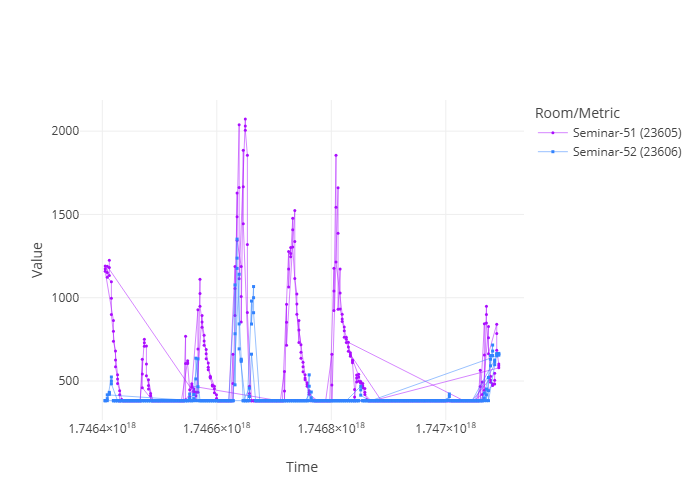 Room/Metric
Seminar-51 (23605)
Seminar-52 (23606)
2000
1500
1000
500
Value
1.7464×10¹⁸ 1.7466×10¹⁸ 1.7468×10¹⁸ 1.747×10¹⁸
Time